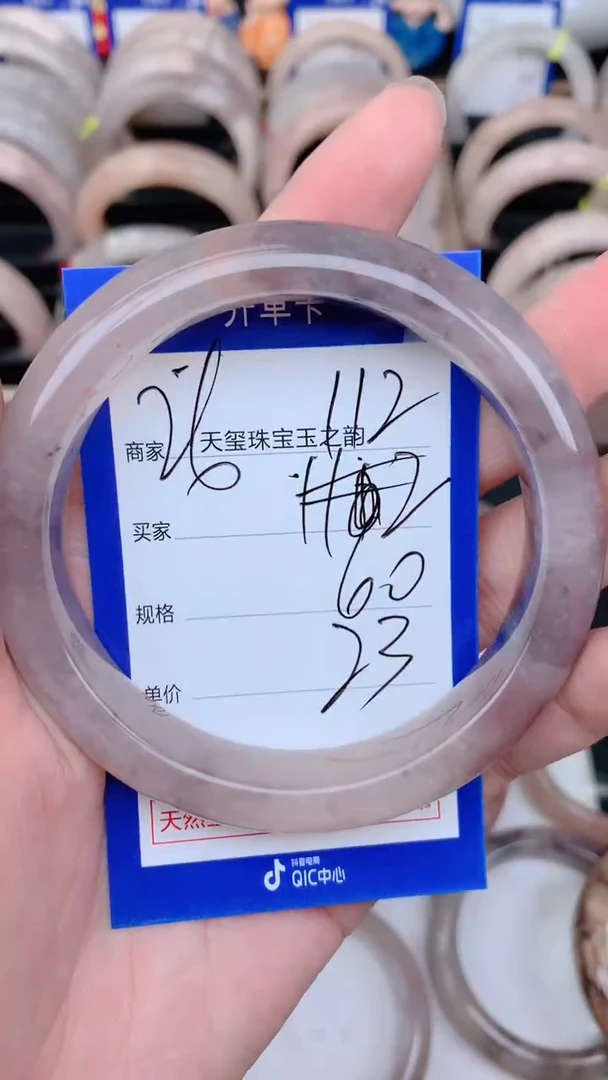 开单卡
112
商家 天玺珠宝玉之韵
买家
规格 60
单价 23
天然
抖音电商
QIC中心